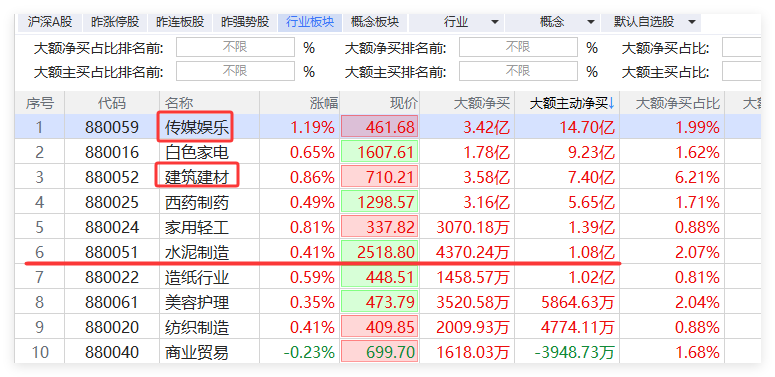 沪深A股 昨涨停股 昨连板股 昨强势股 行业板块 概念板块 行业 概念 默认自选股
大额净买占比排名前: 不限 % 大额净买排名前: 不限 % 大额净买占比:
大额主买占比排名前: 不限 % 大额主买排名前: 不限 % 大额主买占比:
序号 代码 名称 涨幅 现价 大额净买 大额主动净买↓ 大额净买占比 大
1 880059 传媒娱乐 1.19% 461.68 3.42亿 14.70亿 1.99%
2 880016 白色家电 0.65% 1607.61 1.78亿 9.23亿 1.62%
3 880052 建筑建材 0.86% 710.21 3.58亿 7.40亿 6.21%
4 880025 西药制药 0.49% 1298.57 3.16亿 5.65亿 1.71%
5 880024 家用轻工 0.81% 337.82 3070.18万 1.39亿 0.88%
6 880051 水泥制造 0.41% 2518.80 4370.24万 1.08亿 2.07%
7 880022 造纸行业 0.59% 448.51 1458.57万 1.02亿 0.81%
8 880061 美容护理 0.35% 473.79 3520.58万 5864.63万 2.04%
9 880020 纺织制造 0.41% 409.85 2009.93万 4774.11万 0.88%
10 880040 商业贸易 -0.23% 699.70 1618.03万 -3948.73万 1.68%